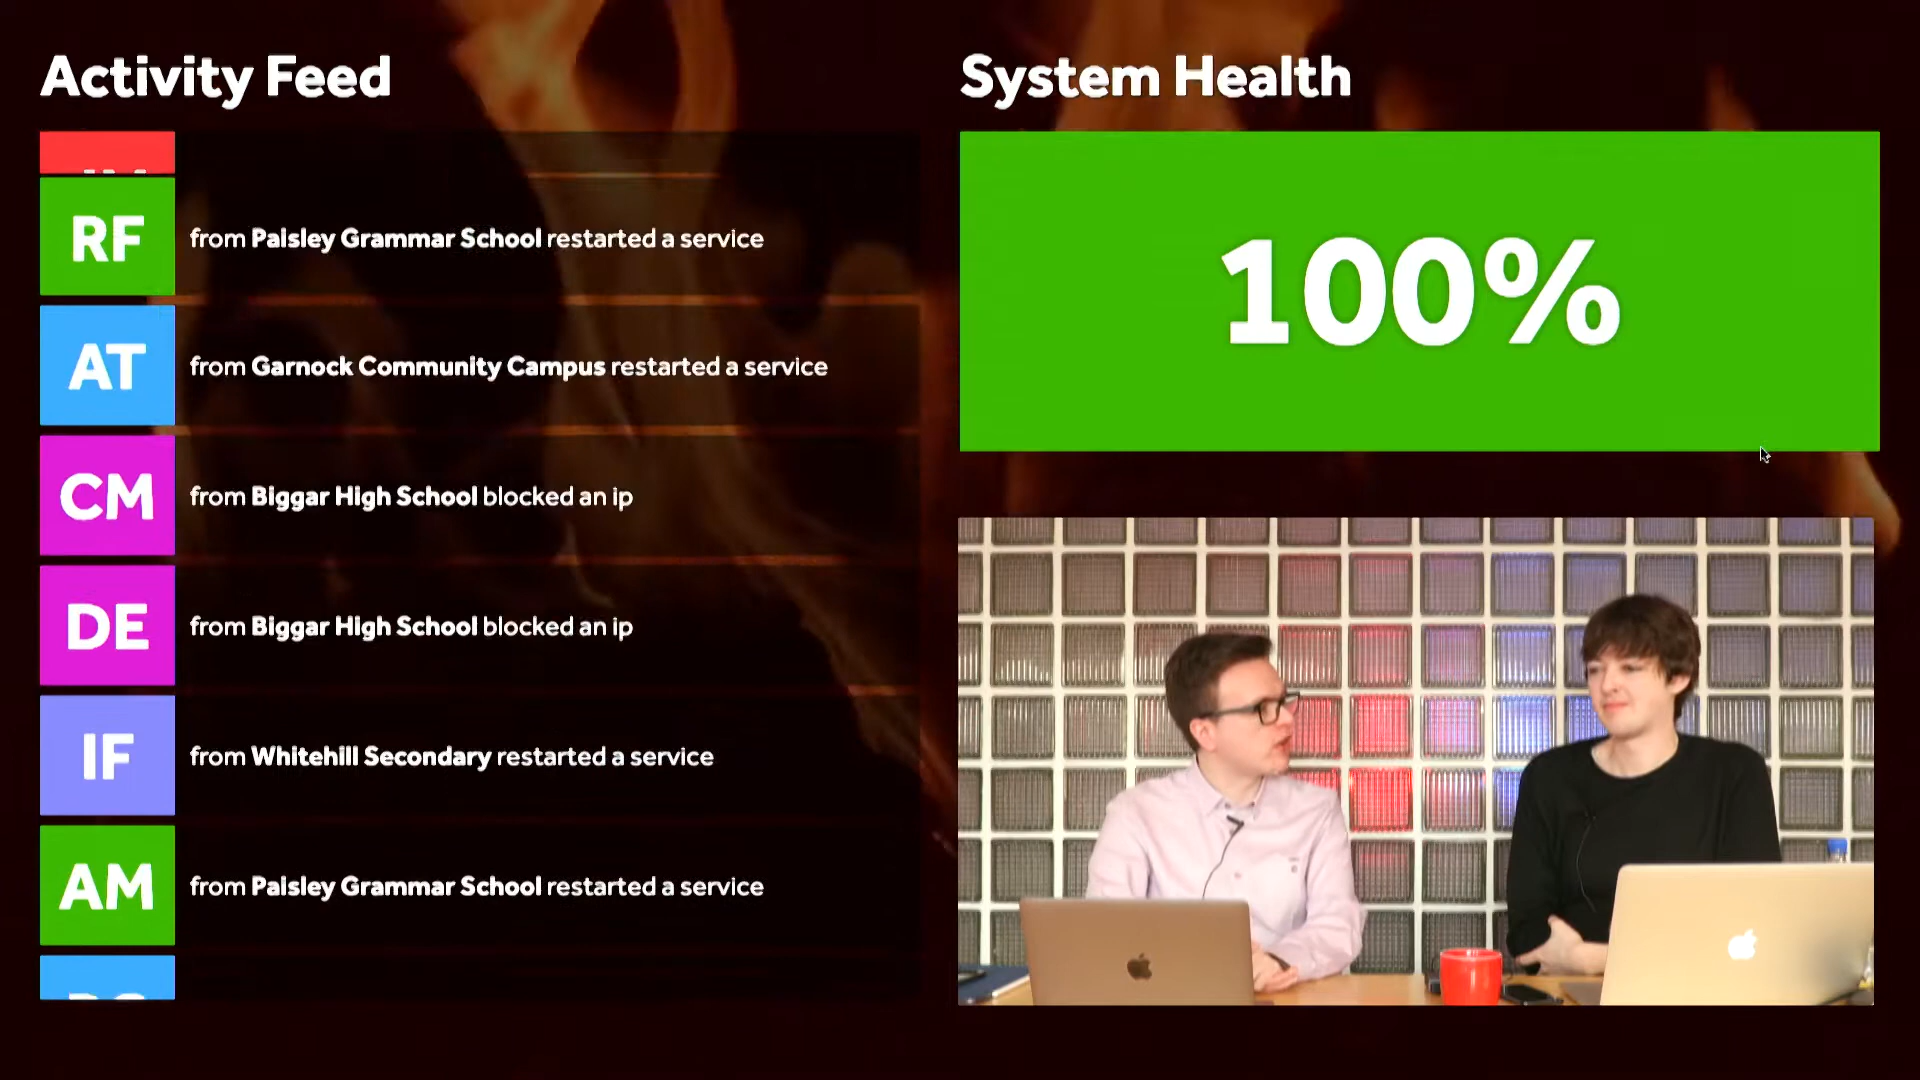 Activity Feed
RF
from Paisley Grammar School restarted a service
AT
from Garnock Community Campus restarted a service
CM
from Biggar High School blocked an ip
DE
from Biggar High School blocked an ip
IF
from Whitehill Secondary restarted a service
AM
from Paisley Grammar School restarted a service
System Health
100%